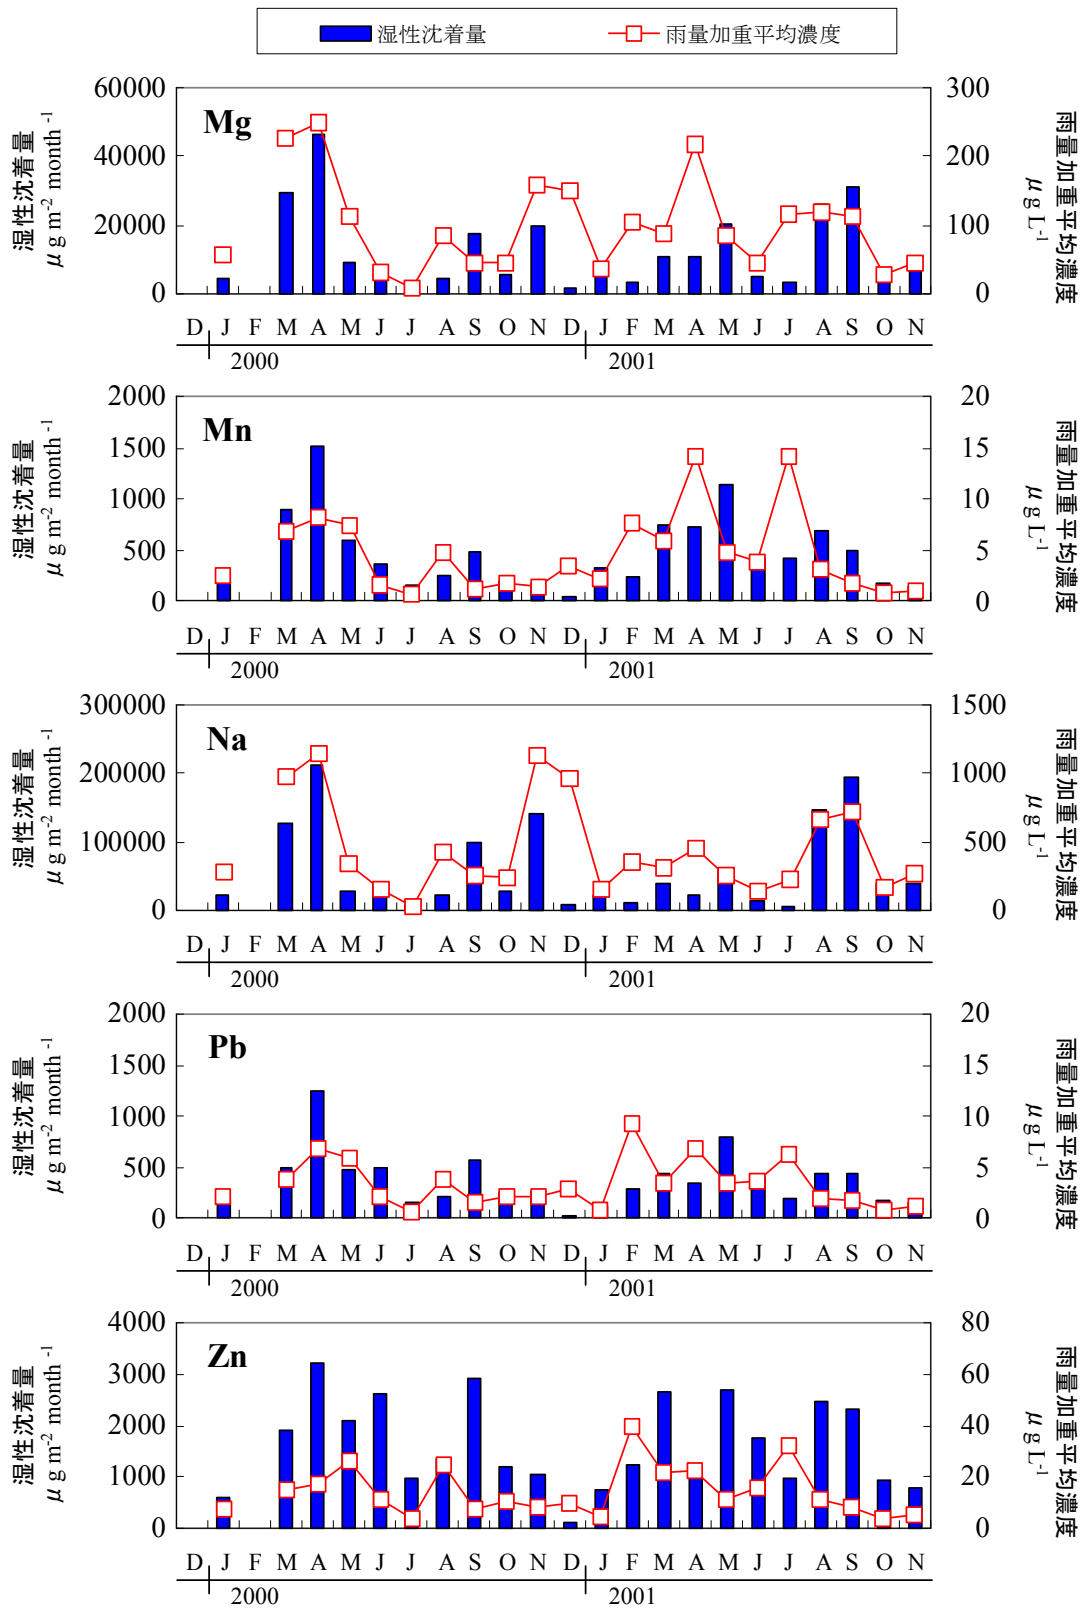 湿性沈着量 雨量加重平均濃度
60000 300
40000 200
20000 100
0 0
Mg
湿性沈着量
μg m-2 month-1
雨量加重平均濃度
μg L-1
D J F M A M J J A S O N D J F M A M J J A S O N
2000 2001
2000 20
1500 15
1000 10
500 5
0 0
Mn
湿性沈着量
μg m-2 month-1
雨量加重平均濃度
μg L-1
D J F M A M J J A S O N D J F M A M J J A S O N
2000 2001
300000 1500
200000 1000
100000 500
0 0
Na
湿性沈着量
μg m-2 month-1
雨量加重平均濃度
μg L-1
D J F M A M J J A S O N D J F M A M J J A S O N
2000 2001
2000 20
1500 15
1000 10
500 5
0 0
Pb
湿性沈着量
μg m-2 month-1
雨量加重平均濃度
μg L-1
D J F M A M J J A S O N D J F M A M J J A S O N
2000 2001
4000 80
3000 60
2000 40
1000 20
0 0
Zn
湿性沈着量
μg m-2 month-1
雨量加重平均濃度
μg L-1
D J F M A M J J A S O N D J F M A M J J A S O N
2000 2001